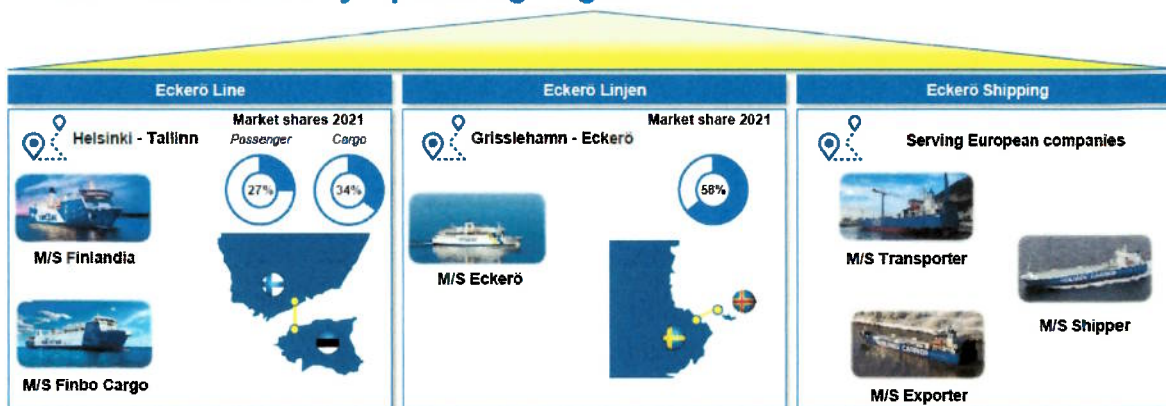 Eckerö Line
Helsinki - Tallinn
Market shares 2021
Passenger
Cargo
27%
34%
M/S Finlandia
M/S Finbo Cargo
Eckerö Linjen
Grisslehamn - Eckerö
Market share 2021
58%
M/S Eckerö
Eckerö Shipping
Serving European companies
M/S Transporter
M/S Shipper
M/S Exporter